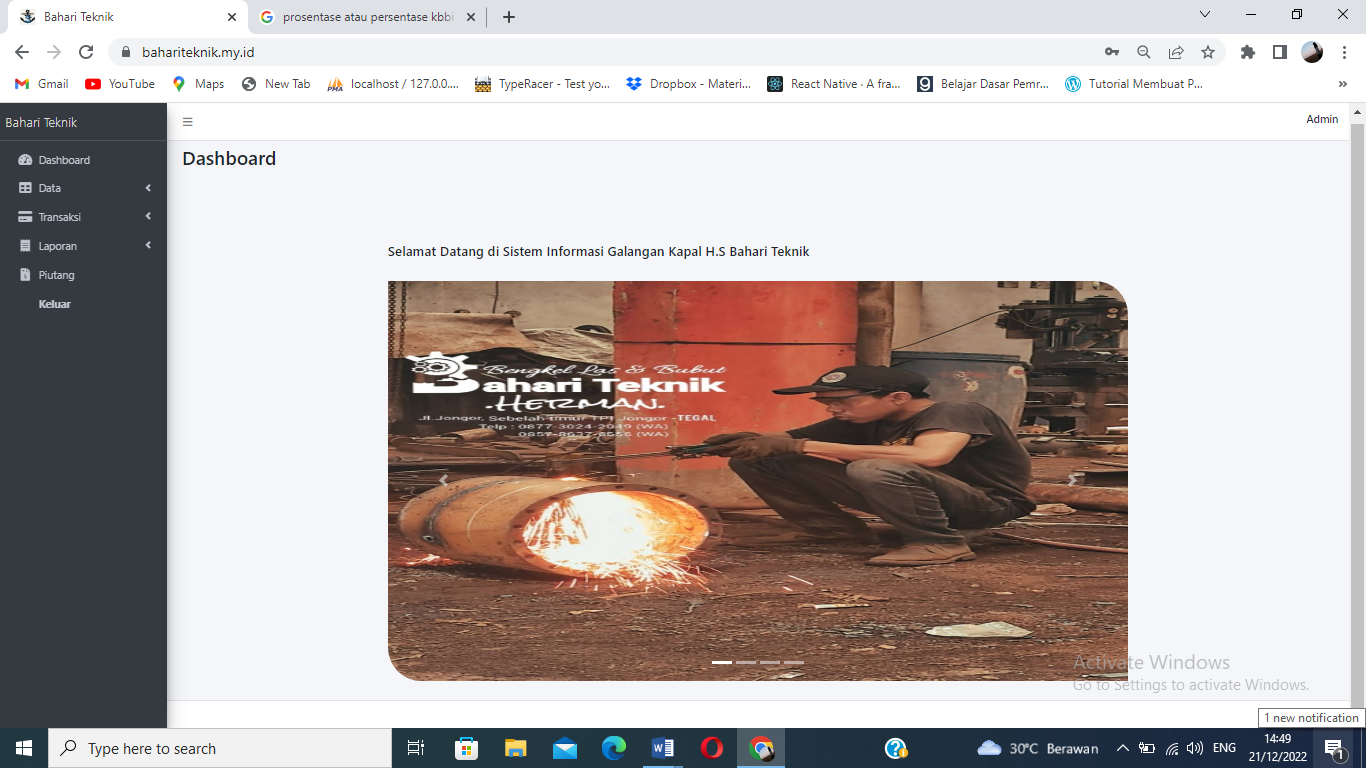 Bahari Teknik
prosentase atau persentase kbbi
bahariteknik.my.id
Gmail
YouTube
Maps
New Tab
localhost / 127.0.0....
TypeRacer - Test yo...
Dropbox - Materi...
React Native · A fra...
Belajar Dasar Pemr...
Tutorial Membuat P...
»
Bahari Teknik
Admin
Dashboard
Data
Transaksi
Laporan
Piutang
Keluar
Dashboard
Selamat Datang di Sistem Informasi Galangan Kapal H.S Bahari Teknik
Bengkel Las & Bubut
Bahari Teknik
.HERMAN.
Jl.Jongor, Sebelah timur TPI Jongor -TEGAL
Telp : 0877-3024-2049 (WA)
0857-8637-6656 (WA)
Activate Windows
Go to Settings to activate Windows.
1 new notification
Type here to search
30°C Berawan
ENG
14:49
21/12/2022
1